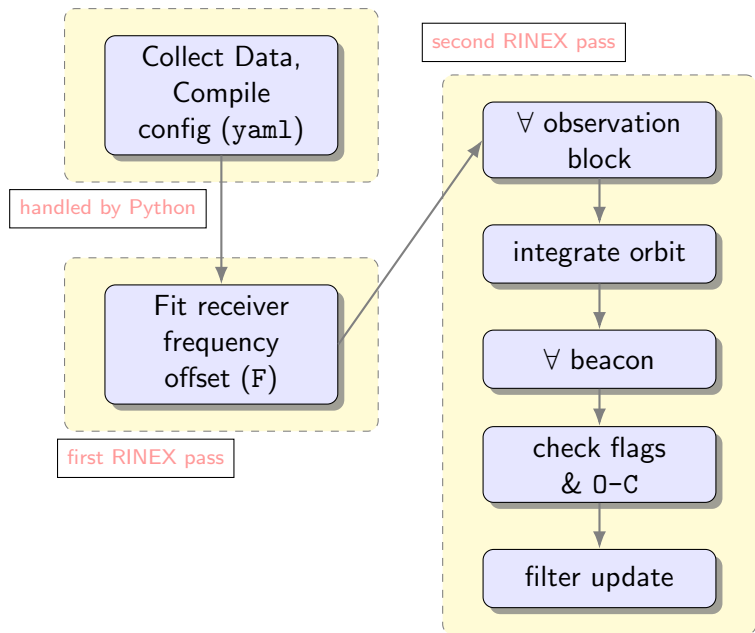 Collect Data,
Compile
config (yaml)
handled by Python
Fit receiver
frequency
offset (F)
first RINEX pass
second RINEX pass
∀ observation
block
integrate orbit
∀ beacon
check flags
& O-C
filter update